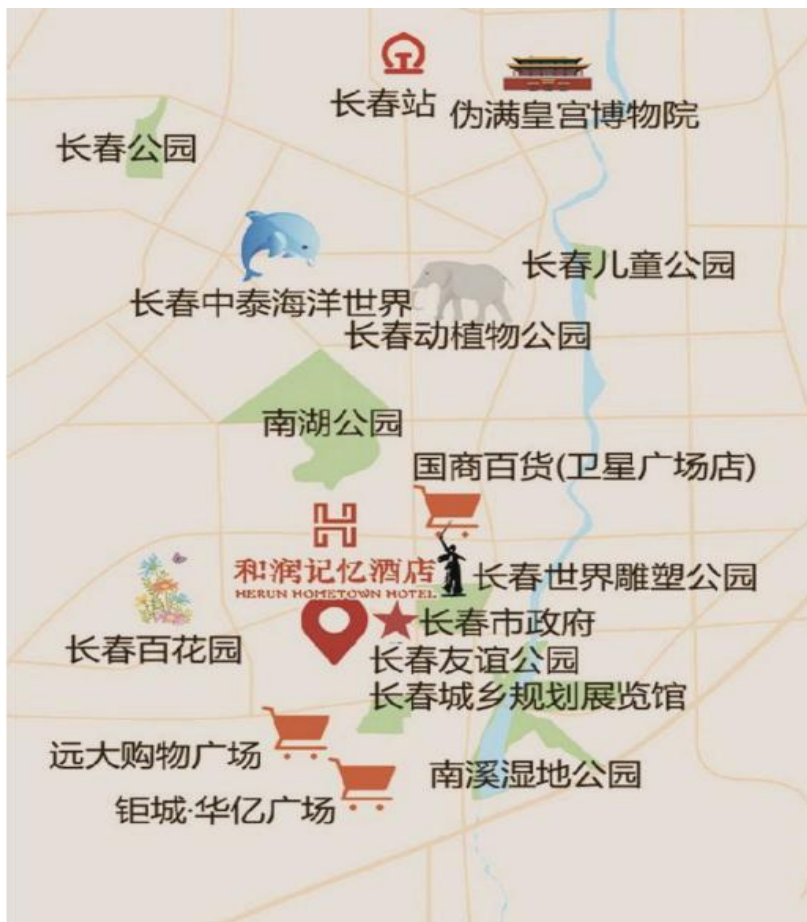 长春站
伪满皇宫博物院
长春公园
长春儿童公园
长春中泰海洋世界
长春动植物公园
南湖公园
国商百货(卫星广场店)
和润记忆酒店
HERUN HOMETOWN HOTEL
长春世界雕塑公园
长春市政府
长春百花园
长春友谊公园
长春城乡规划展览馆
远大购物广场
南溪湿地公园
钜城·华亿广场